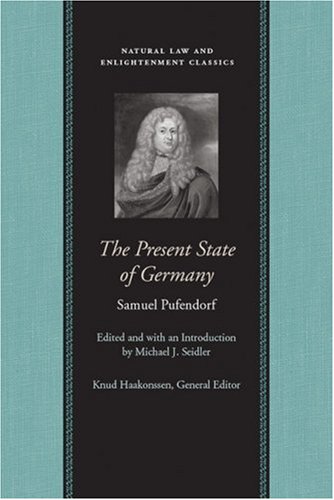 NATURAL LAW AND
ENLIGHTENMENT CLASSICS
The Present State
of Germany
Samuel Pufendorf
Edited and with an Introduction
by Michael J. Seidler
Knud Haakonssen, General Editor